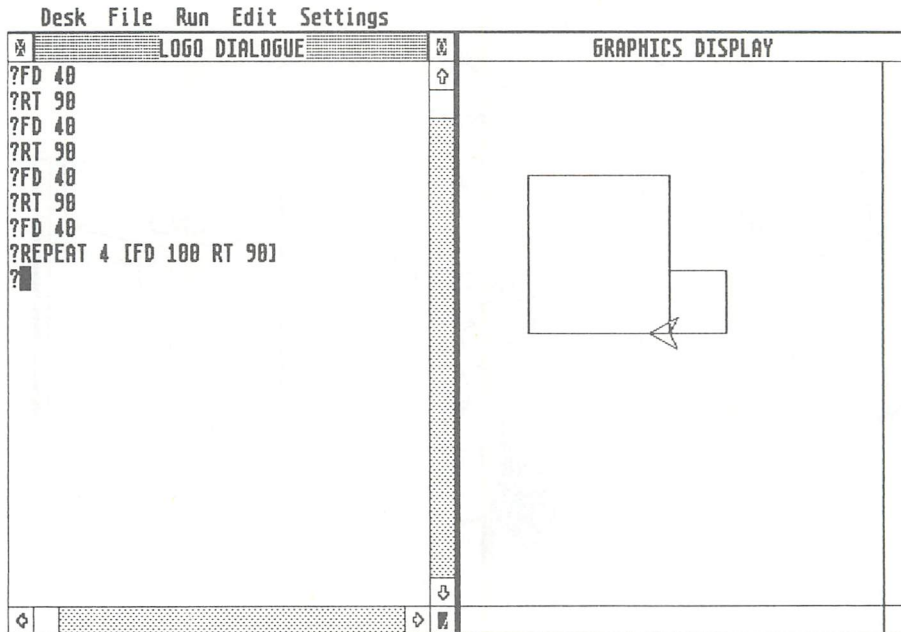 Desk File Run Edit Settings
LOGO DIALOGUE
?FD 40
?RT 90
?FD 40
?RT 90
?FD 40
?RT 90
?FD 40
?REPEAT 4 [FD 100 RT 90]
?
GRAPHICS DISPLAY